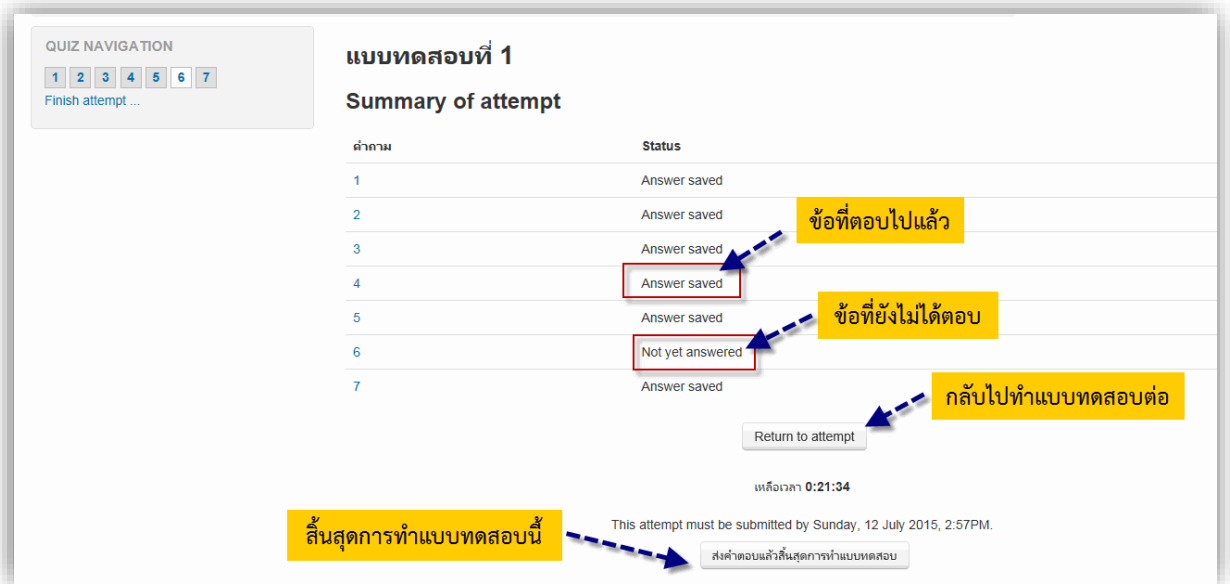 QUIZ NAVIGATION
1 2 3 4 5 6 7
Finish attempt ...
แบบทดสอบที่ 1
Summary of attempt
คำถาม Status
1 Answer saved
2 Answer saved
ข้อที่ตอบไปแล้ว
3 Answer saved
4 Answer saved
5 Answer saved
ข้อที่ยังไม่ได้ตอบ
6 Not yet answered
7 Answer saved
กลับไปทำแบบทดสอบต่อ
Return to attempt
เหลือเวลา 0:21:34
This attempt must be submitted by Sunday, 12 July 2015, 2:57PM.
สิ้นสุดการทำแบบทดสอบนี้
ส่งคำตอบแล้วสิ้นสุดการทำแบบทดสอบ